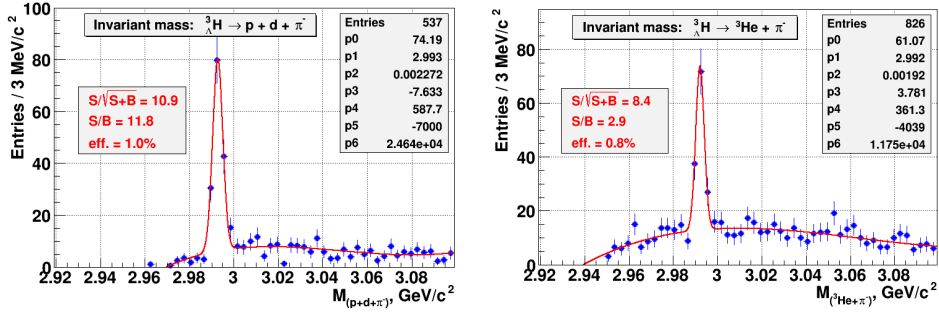 Invariant mass: ³ΛH → p + d + π⁻
Entries 537
p0 74.19
p1 2.993
p2 0.002272
p3 -7.633
p4 587.7
p5 -7000
p6 2.464e+04
S/√S+B = 10.9
S/B = 11.8
eff. = 1.0%
Entries / 3 MeV/c²
100
80
60
40
20
0
2.92 2.94 2.96 2.98 3 3.02 3.04 3.06 3.08
M(p+d+π⁻), GeV/c²
Invariant mass: ³ΛH → ³He + π⁻
Entries 826
p0 61.07
p1 2.992
p2 0.00192
p3 3.781
p4 361.3
p5 -4039
p6 1.175e+04
S/√S+B = 8.4
S/B = 2.9
eff. = 0.8%
Entries / 3 MeV/c²
80
60
40
20
0
2.92 2.94 2.96 2.98 3 3.02 3.04 3.06 3.08
M(³He+π⁻), GeV/c²